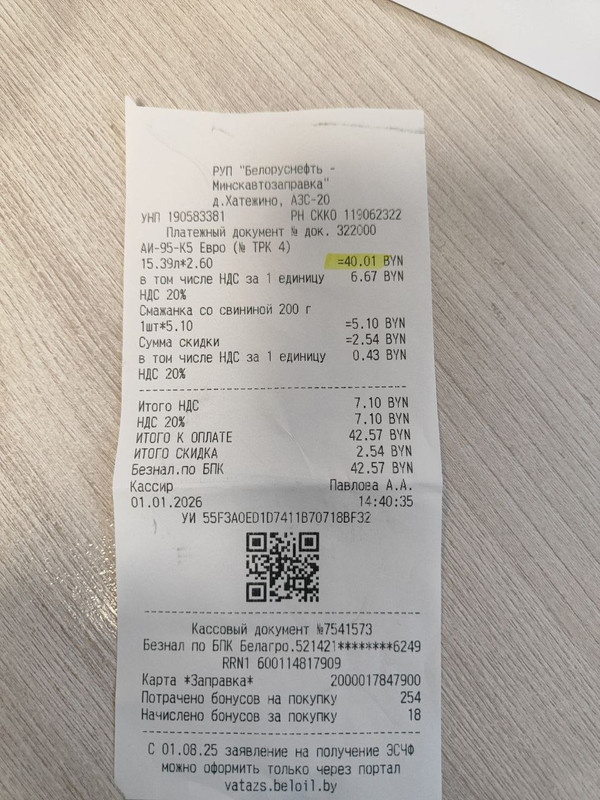 РУП "Белоруснефть -
Минскавтозаправка"
д.Хатежино, АЗС-20
УНП 190583381 РН СККО 119062322
Платежный документ № док. 322000
АИ-95-К5 Евро (№ ТРК 4)
15.39л*2.60 =40.01 BYN
в том числе НДС за 1 единицу 6.67 BYN
НДС 20%
Смажанка со свининой 200 г
1шт*5.10 =5.10 BYN
Сумма скидки =2.54 BYN
в том числе НДС за 1 единицу 0.43 BYN
НДС 20%
Итого НДС 7.10 BYN
НДС 20% 7.10 BYN
ИТОГО К ОПЛАТЕ 42.57 BYN
ИТОГО СКИДКА 2.54 BYN
Безнал.по БПК 42.57 BYN
Кассир Павлова А.А.
01.01.2026 14:40:35
УИ 55F3A0ED1D7411B70718BF32
Кассовый документ №7541573
Безнал по БПК Белагро.521421********6249
RRN1 600114817909
Карта *Заправка* 2000017847900
Потрачено бонусов на покупку 254
Начислено бонусов за покупку 18
С 01.08.25 заявление на получение ЭСЧФ
можно оформить только через портал
vatazs.beloil.by